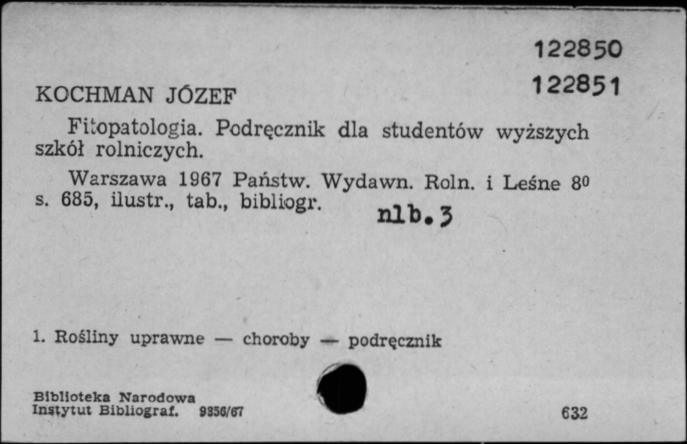 122850
122851
KOCHMAN JÓZEF
Fitopatologia. Podręcznik dla studentów wyższych
szkół rolniczych.
Warszawa 1967 Państw. Wydawn. Roln. i Leśne 8⁰
s. 685, ilustr., tab., bibliogr.
nlb. 3
1. Rośliny uprawne — choroby — podręcznik
Biblioteka Narodowa
Instytut Bibliograf. 9356/67
632